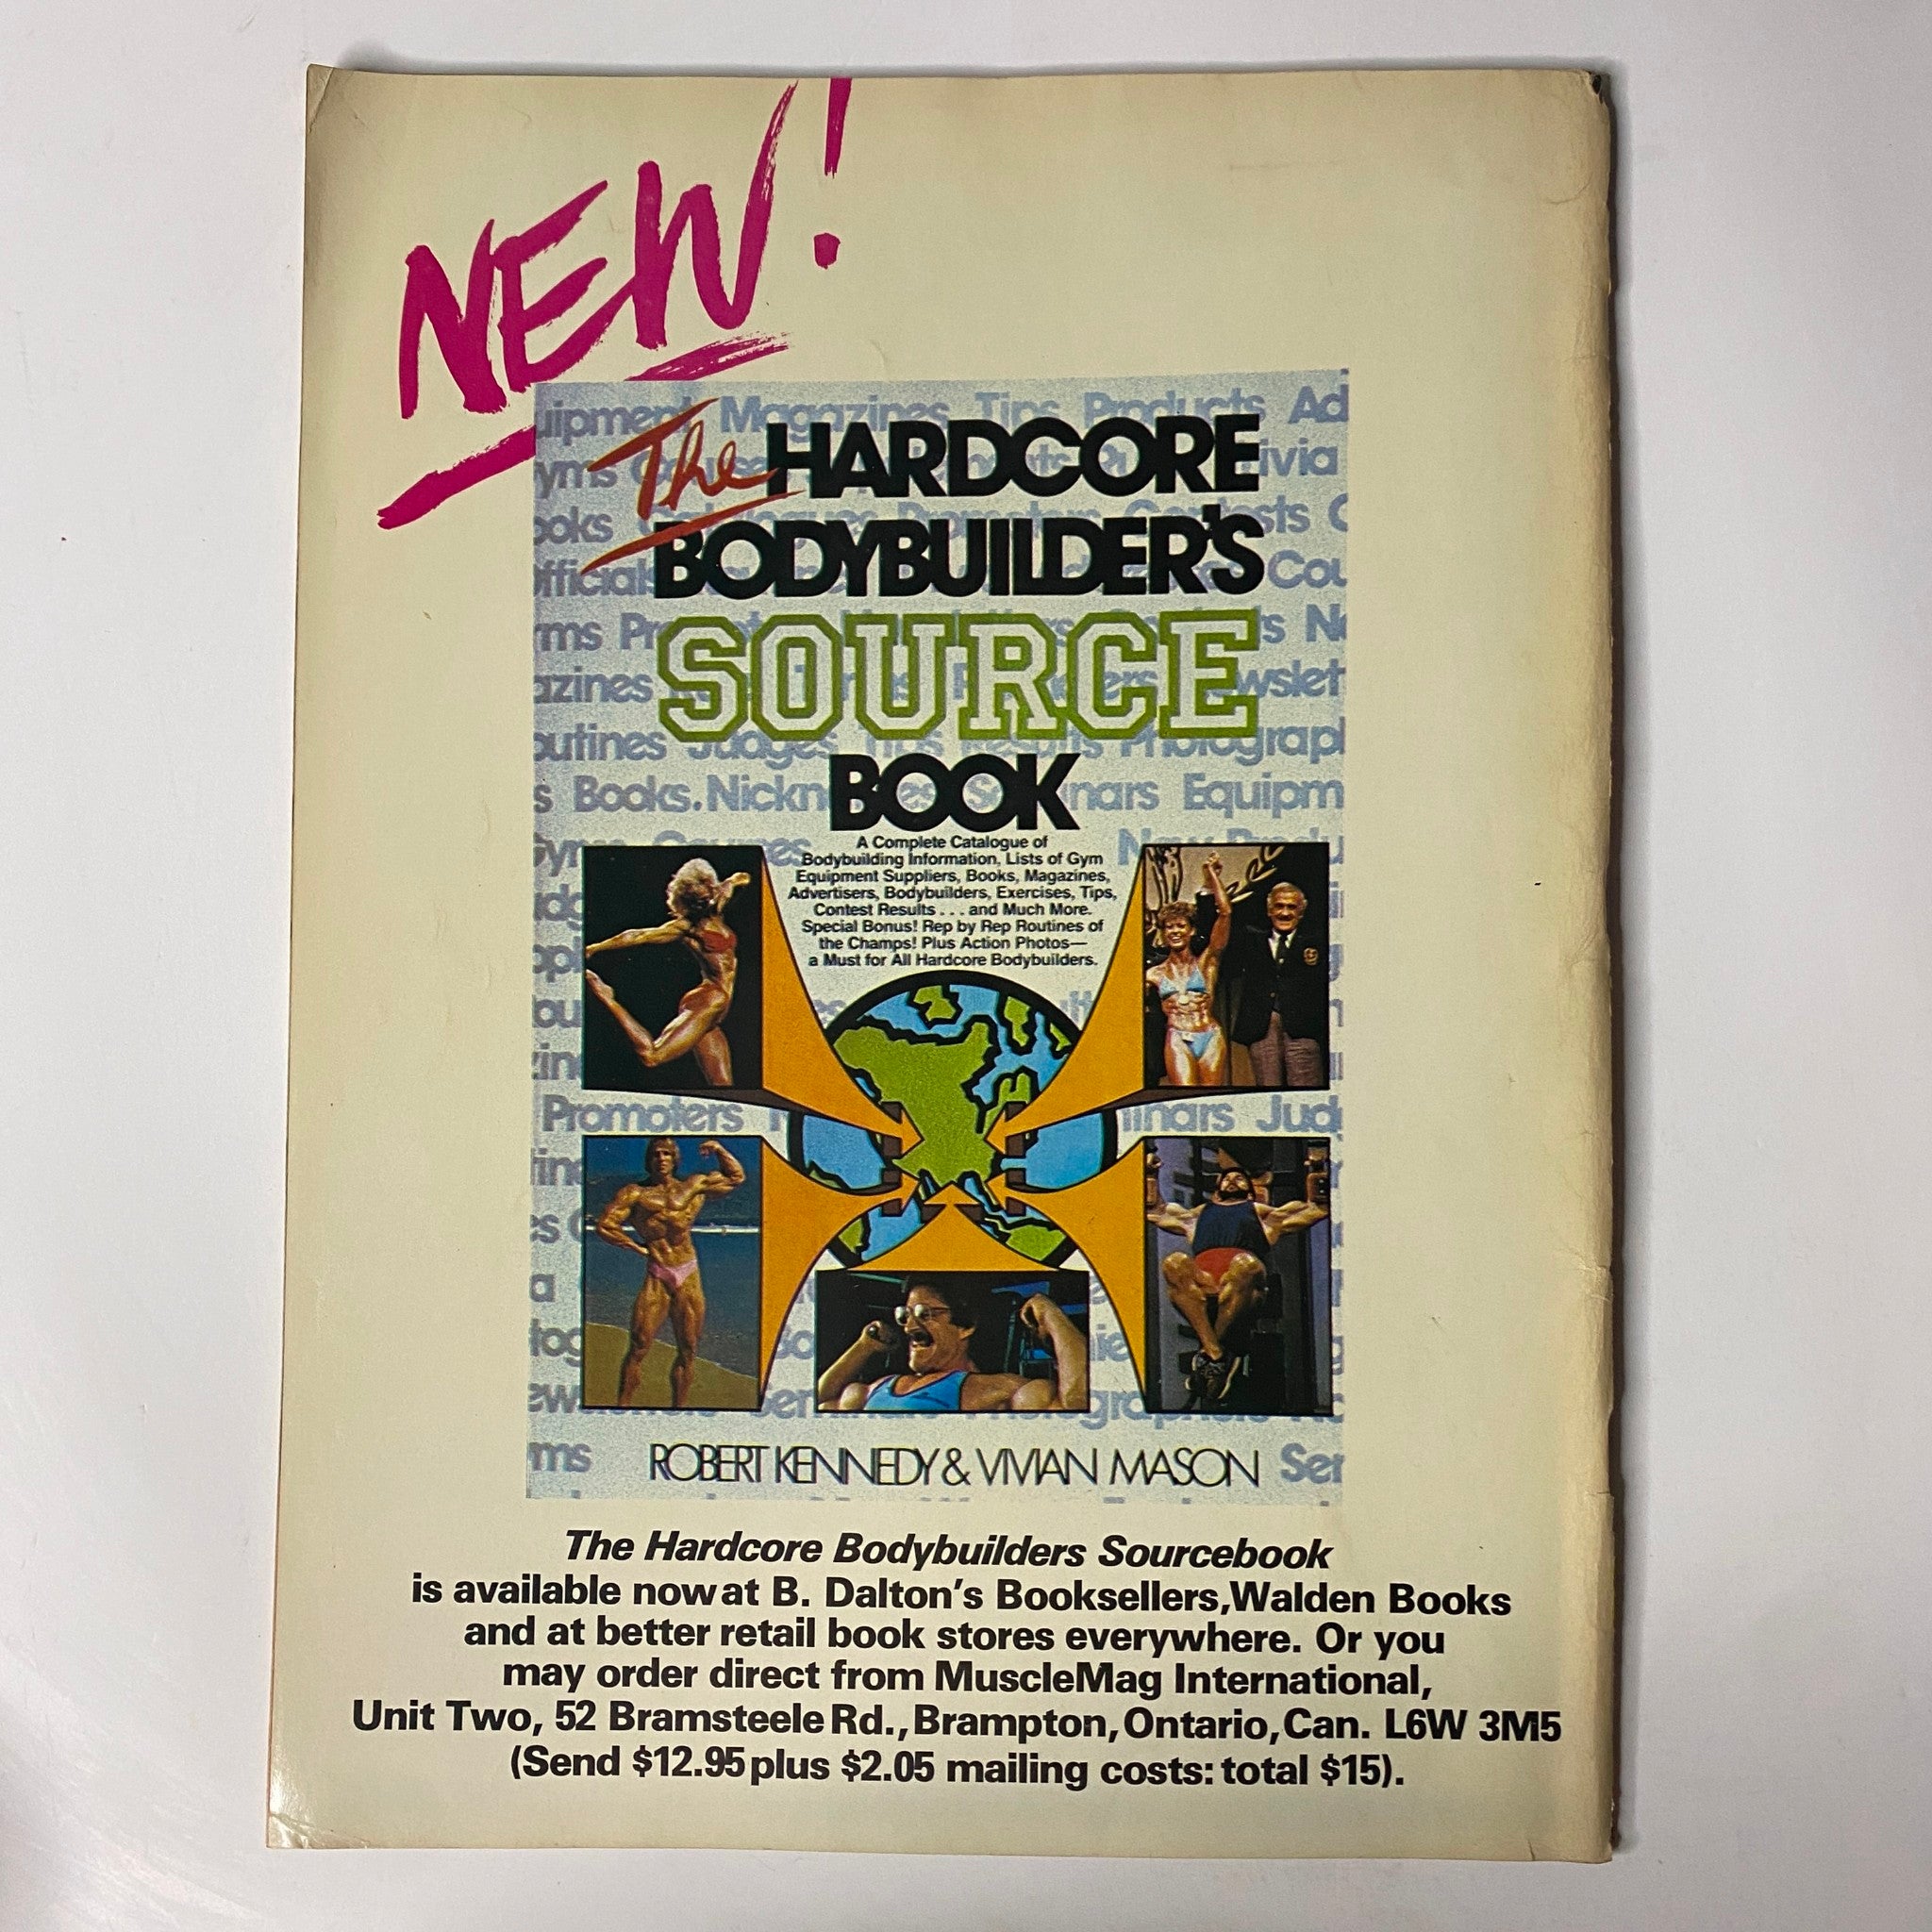 NEW!
The HARDCORE
BODYBUILDER'S
SOURCE
BOOK
A Complete Catalogue of
Bodybuilding Information, Lists of Gym
Equipment Suppliers, Books, Magazines,
Advertisers, Bodybuilders, Exercises, Tips,
Contest Results . . . and Much More.
Special Bonus! Rep by Rep Routines of
the Champs! Plus Action Photos—
a Must for All Hardcore Bodybuilders.
ROBERT KENNEDY & VIVIAN MASON
The Hardcore Bodybuilders Sourcebook
is available now at B. Dalton's Booksellers, Walden Books
and at better retail book stores everywhere. Or you
may order direct from MuscleMag International,
Unit Two, 52 Bramsteele Rd., Brampton, Ontario, Can. L6W 3M5
(Send $12.95 plus $2.05 mailing costs: total $15).